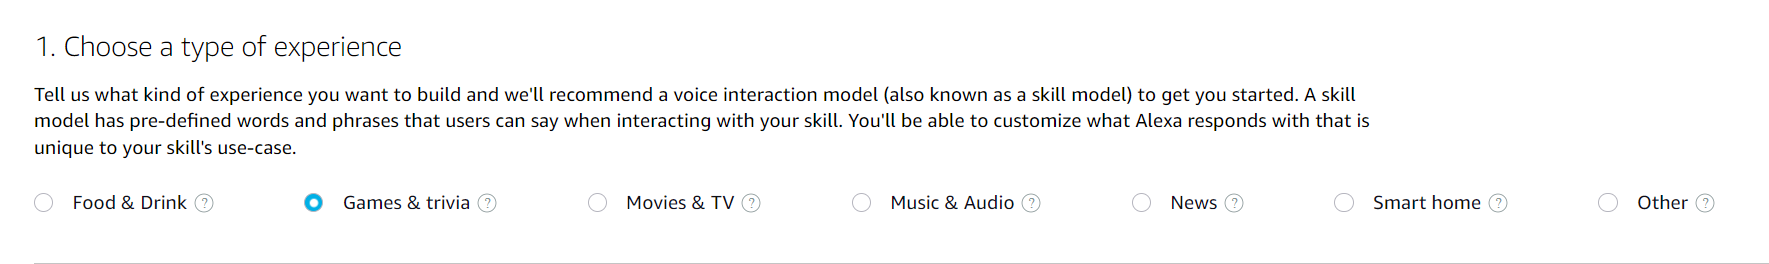 1. Choose a type of experience
Tell us what kind of experience you want to build and we'll recommend a voice interaction model (also known as a skill model) to get you started. A skill
model has pre-defined words and phrases that users can say when interacting with your skill. You'll be able to customize what Alexa responds with that is
unique to your skill's use-case.
Food & Drink ? Games & trivia ? Movies & TV ? Music & Audio ? News ? Smart home ? Other ?